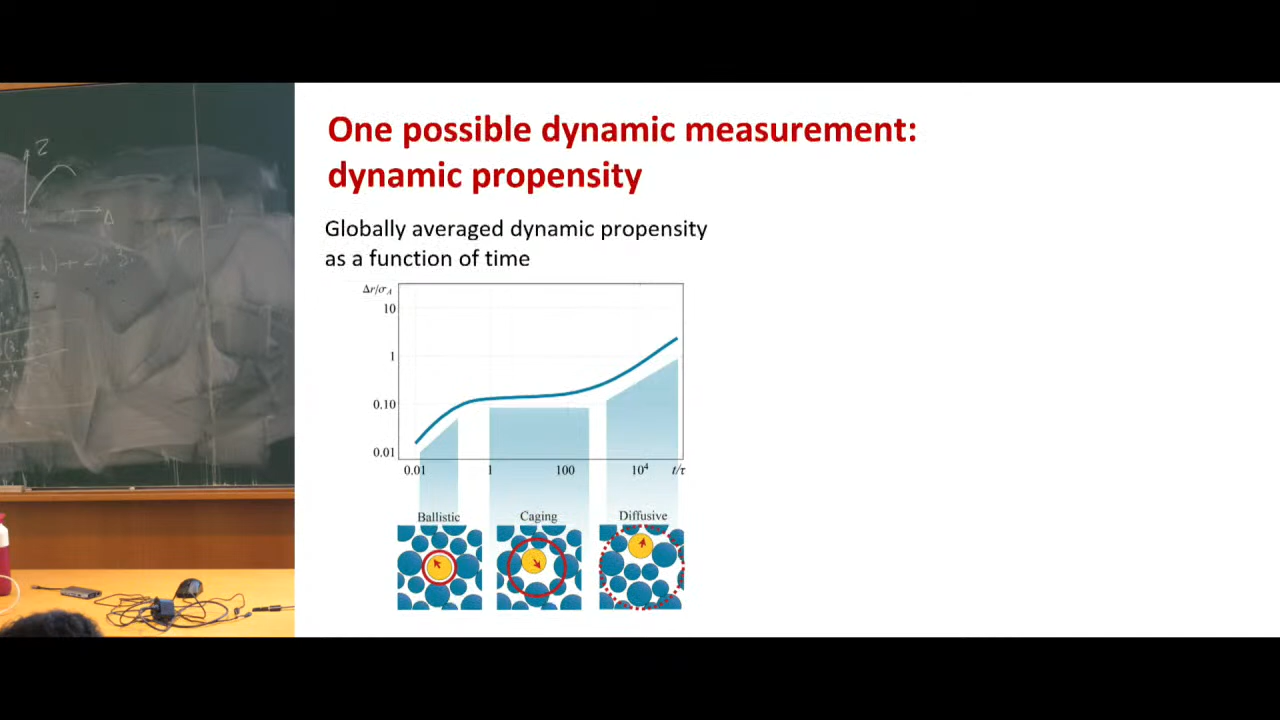 One possible dynamic measurement:
dynamic propensity
Globally averaged dynamic propensity
as a function of time
Δr/σ_A
10
1
0.10
0.01
0.01 1 100 10⁴ t/τ
Ballistic Caging Diffusive
Z
Δ